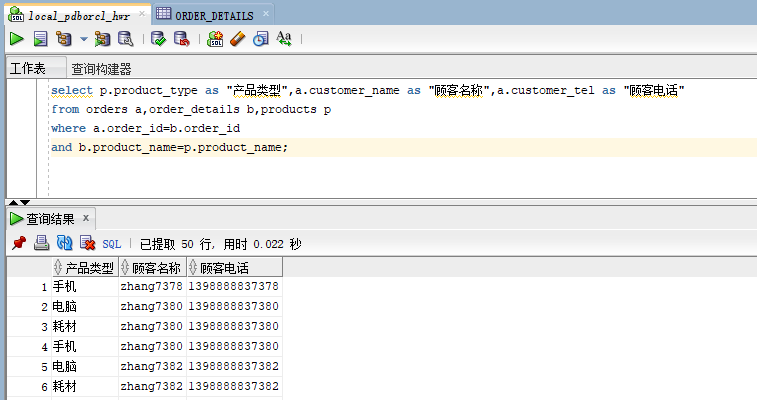 local_pdborcl_hwr ORDER_DETAILS
SQL
工作表 查询构建器
select p.product_type as "产品类型",a.customer_name as "顾客名称",a.customer_tel as "顾客电话"
from orders a,order_details b,products p
where a.order_id=b.order_id
and b.product_name=p.product_name;
查询结果 x
SQL | 已提取 50 行, 用时 0.022 秒
产品类型 顾客名称 顾客电话
1 手机 zhang7378 1398888837378
2 电脑 zhang7380 1398888837380
3 耗材 zhang7380 1398888837380
4 手机 zhang7380 1398888837380
5 电脑 zhang7382 1398888837382
6 耗材 zhang7382 1398888837382